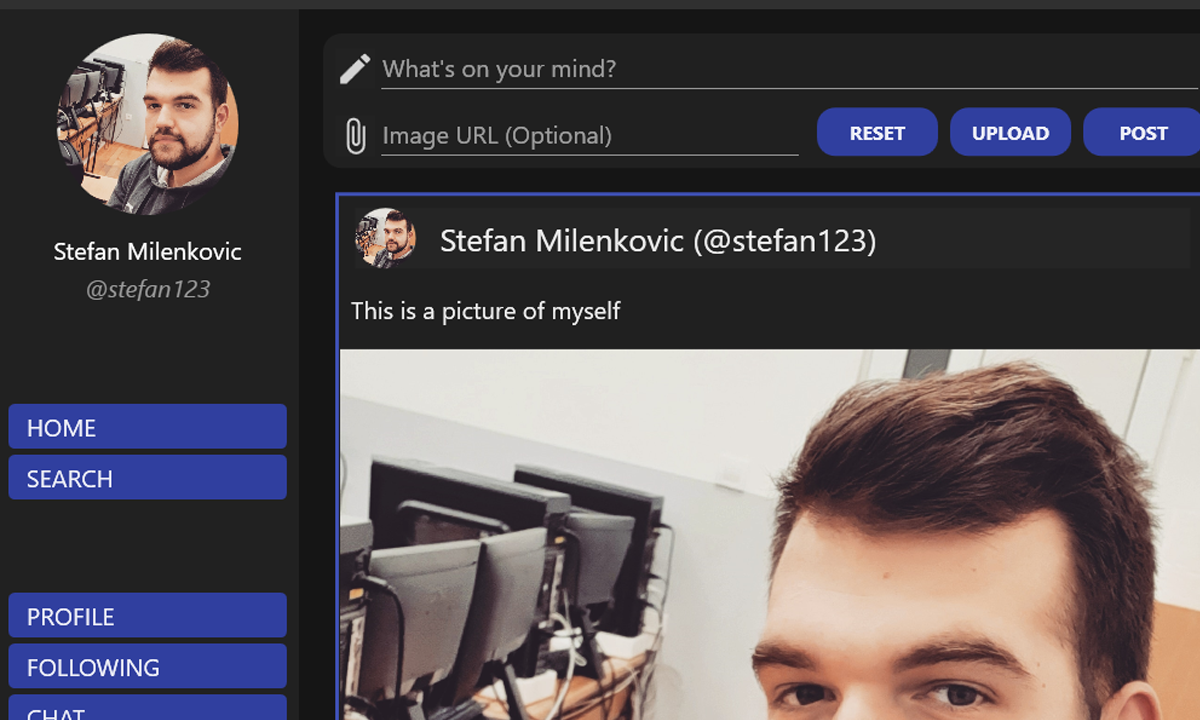 Stefan Milenkovic
@stefan123
HOME
SEARCH
PROFILE
FOLLOWING
CHAT
What's on your mind?
Image URL (Optional)
RESET
UPLOAD
POST
Stefan Milenkovic (@stefan123)
This is a picture of myself